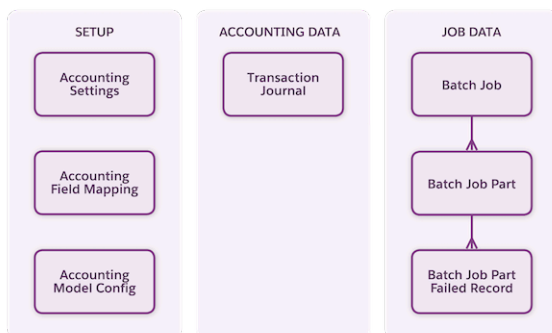 SETUP
Accounting
Settings
Accounting
Field Mapping
Accounting
Model Config
ACCOUNTING DATA
Transaction
Journal
JOB DATA
Batch Job
Batch Job Part
Batch Job Part
Failed Record